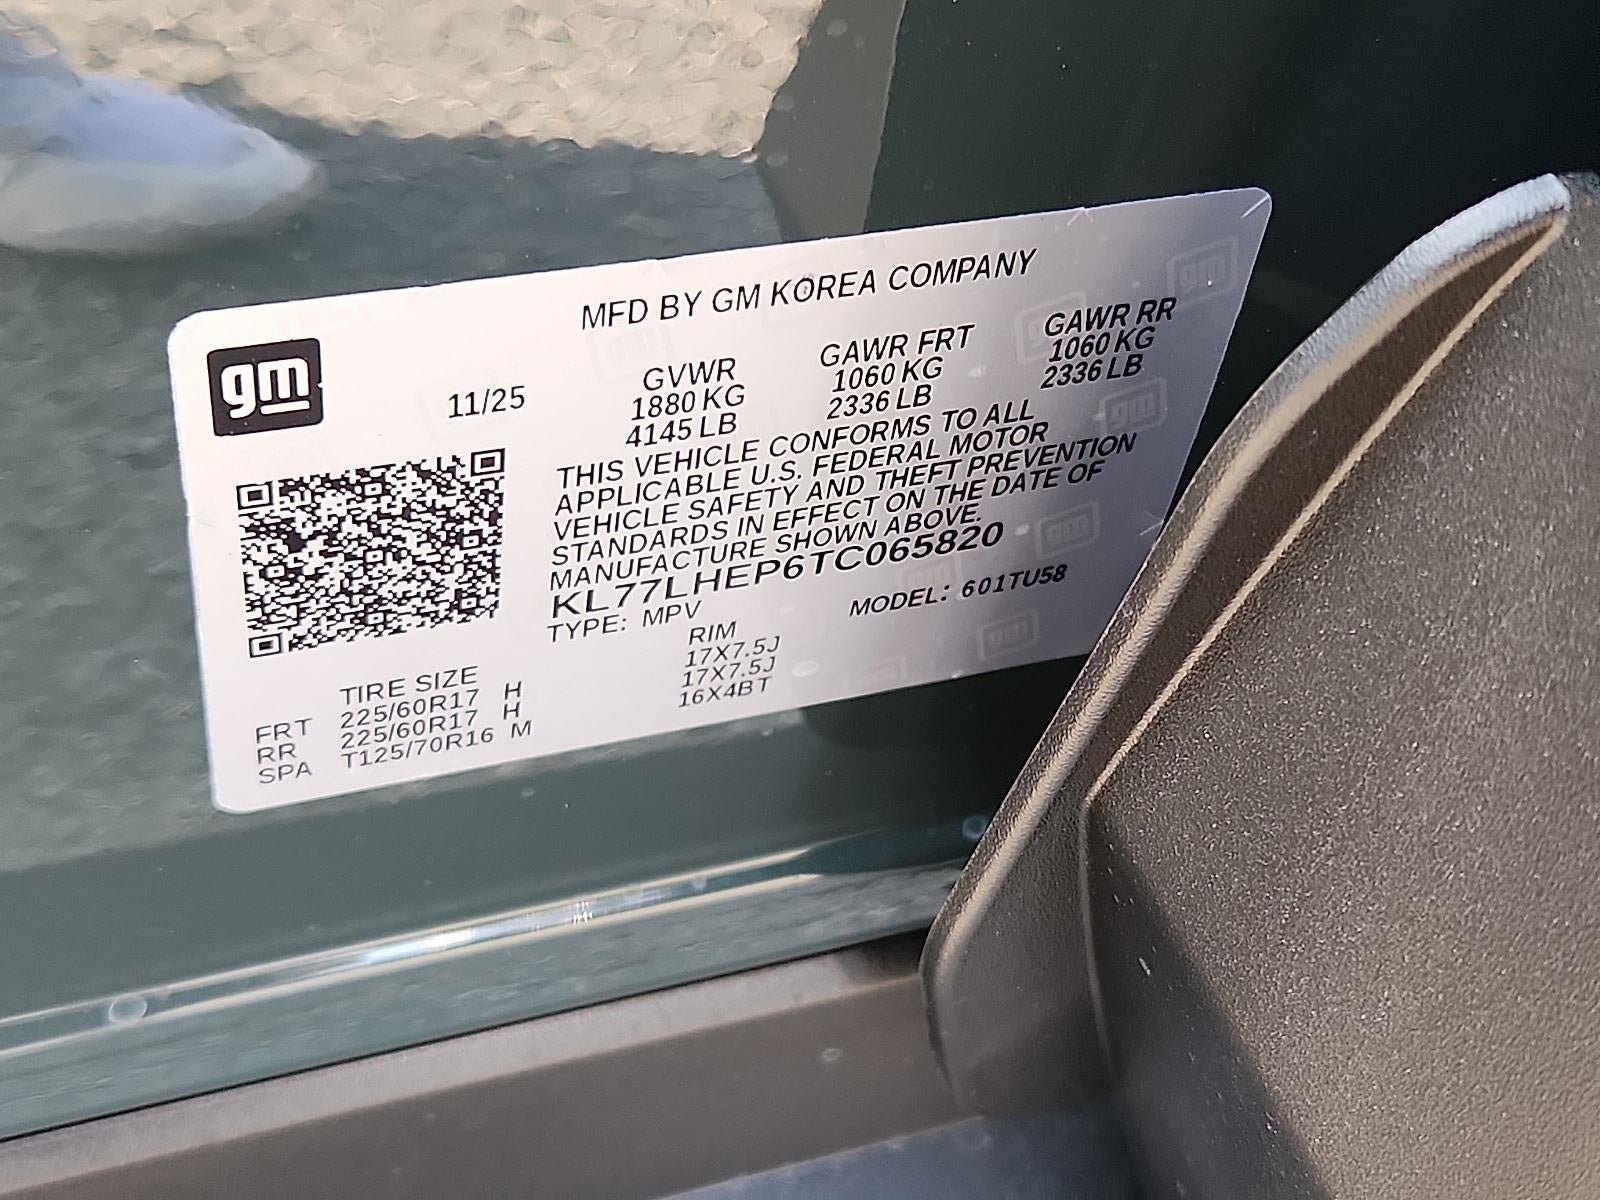 MFD BY GM KOREA COMPANY
gm
11/25
GVWR GAWR FRT GAWR RR
1880 KG 1060 KG 1060 KG
4145 LB 2336 LB 2336 LB
THIS VEHICLE CONFORMS TO ALL
APPLICABLE U.S. FEDERAL MOTOR
VEHICLE SAFETY AND THEFT PREVENTION
STANDARDS IN EFFECT ON THE DATE OF
MANUFACTURE SHOWN ABOVE.
KL77LHEP6TC065820
TYPE: MPV MODEL: 601TU58
TIRE SIZE RIM
FRT 225/60R17 H 17X7.5J
RR 225/60R17 H 17X7.5J
SPA T125/70R16 M 16X4BT